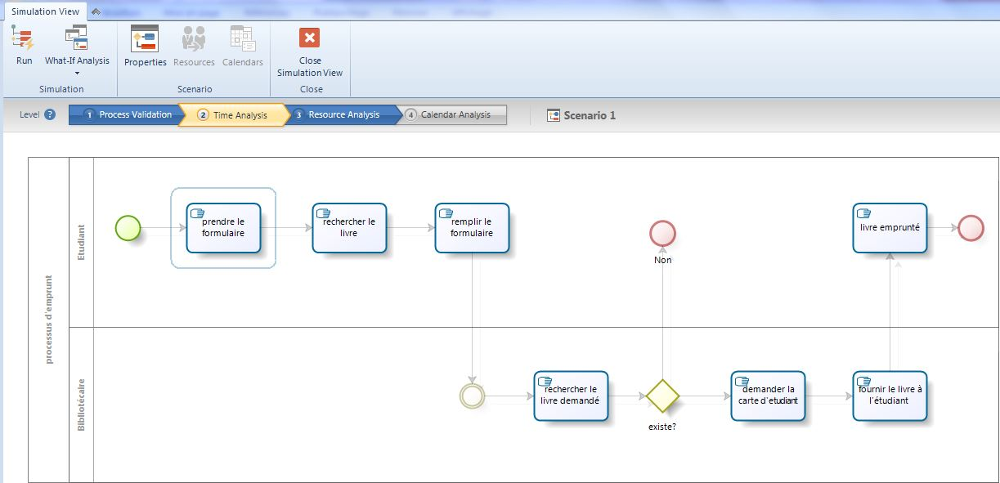 Simulation View
Run
What-If Analysis
Properties
Resources
Calendars
Close
Simulation View
Simulation
Scenario
Close
Level ?
1 Process Validation
2 Time Analysis
3 Resource Analysis
4 Calendar Analysis
Scenario 1
processus d'emprunt
Etudiant
prendre le
formulaire
rechercher le
livre
remplir le
formulaire
Non
livre emprunté
Bibliotécaire
rechercher le
livre demandé
existe?
demander la
carte d'etudiant
fournir le livre à
l'étudiant